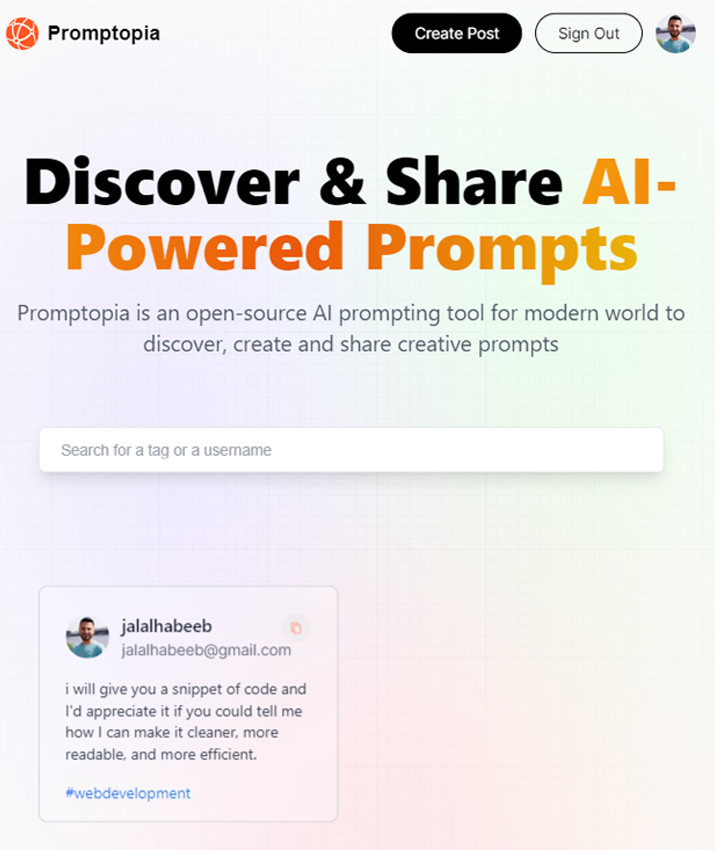 Promptopia
Create Post
Sign Out
Discover & Share AI-
Powered Prompts
Promptopia is an open-source AI prompting tool for modern world to
discover, create and share creative prompts
Search for a tag or a username
jalalhabeeb
jalalhabeeb@gmail.com
i will give you a snippet of code and
I'd appreciate it if you could tell me
how I can make it cleaner, more
readable, and more efficient.
#webdevelopment